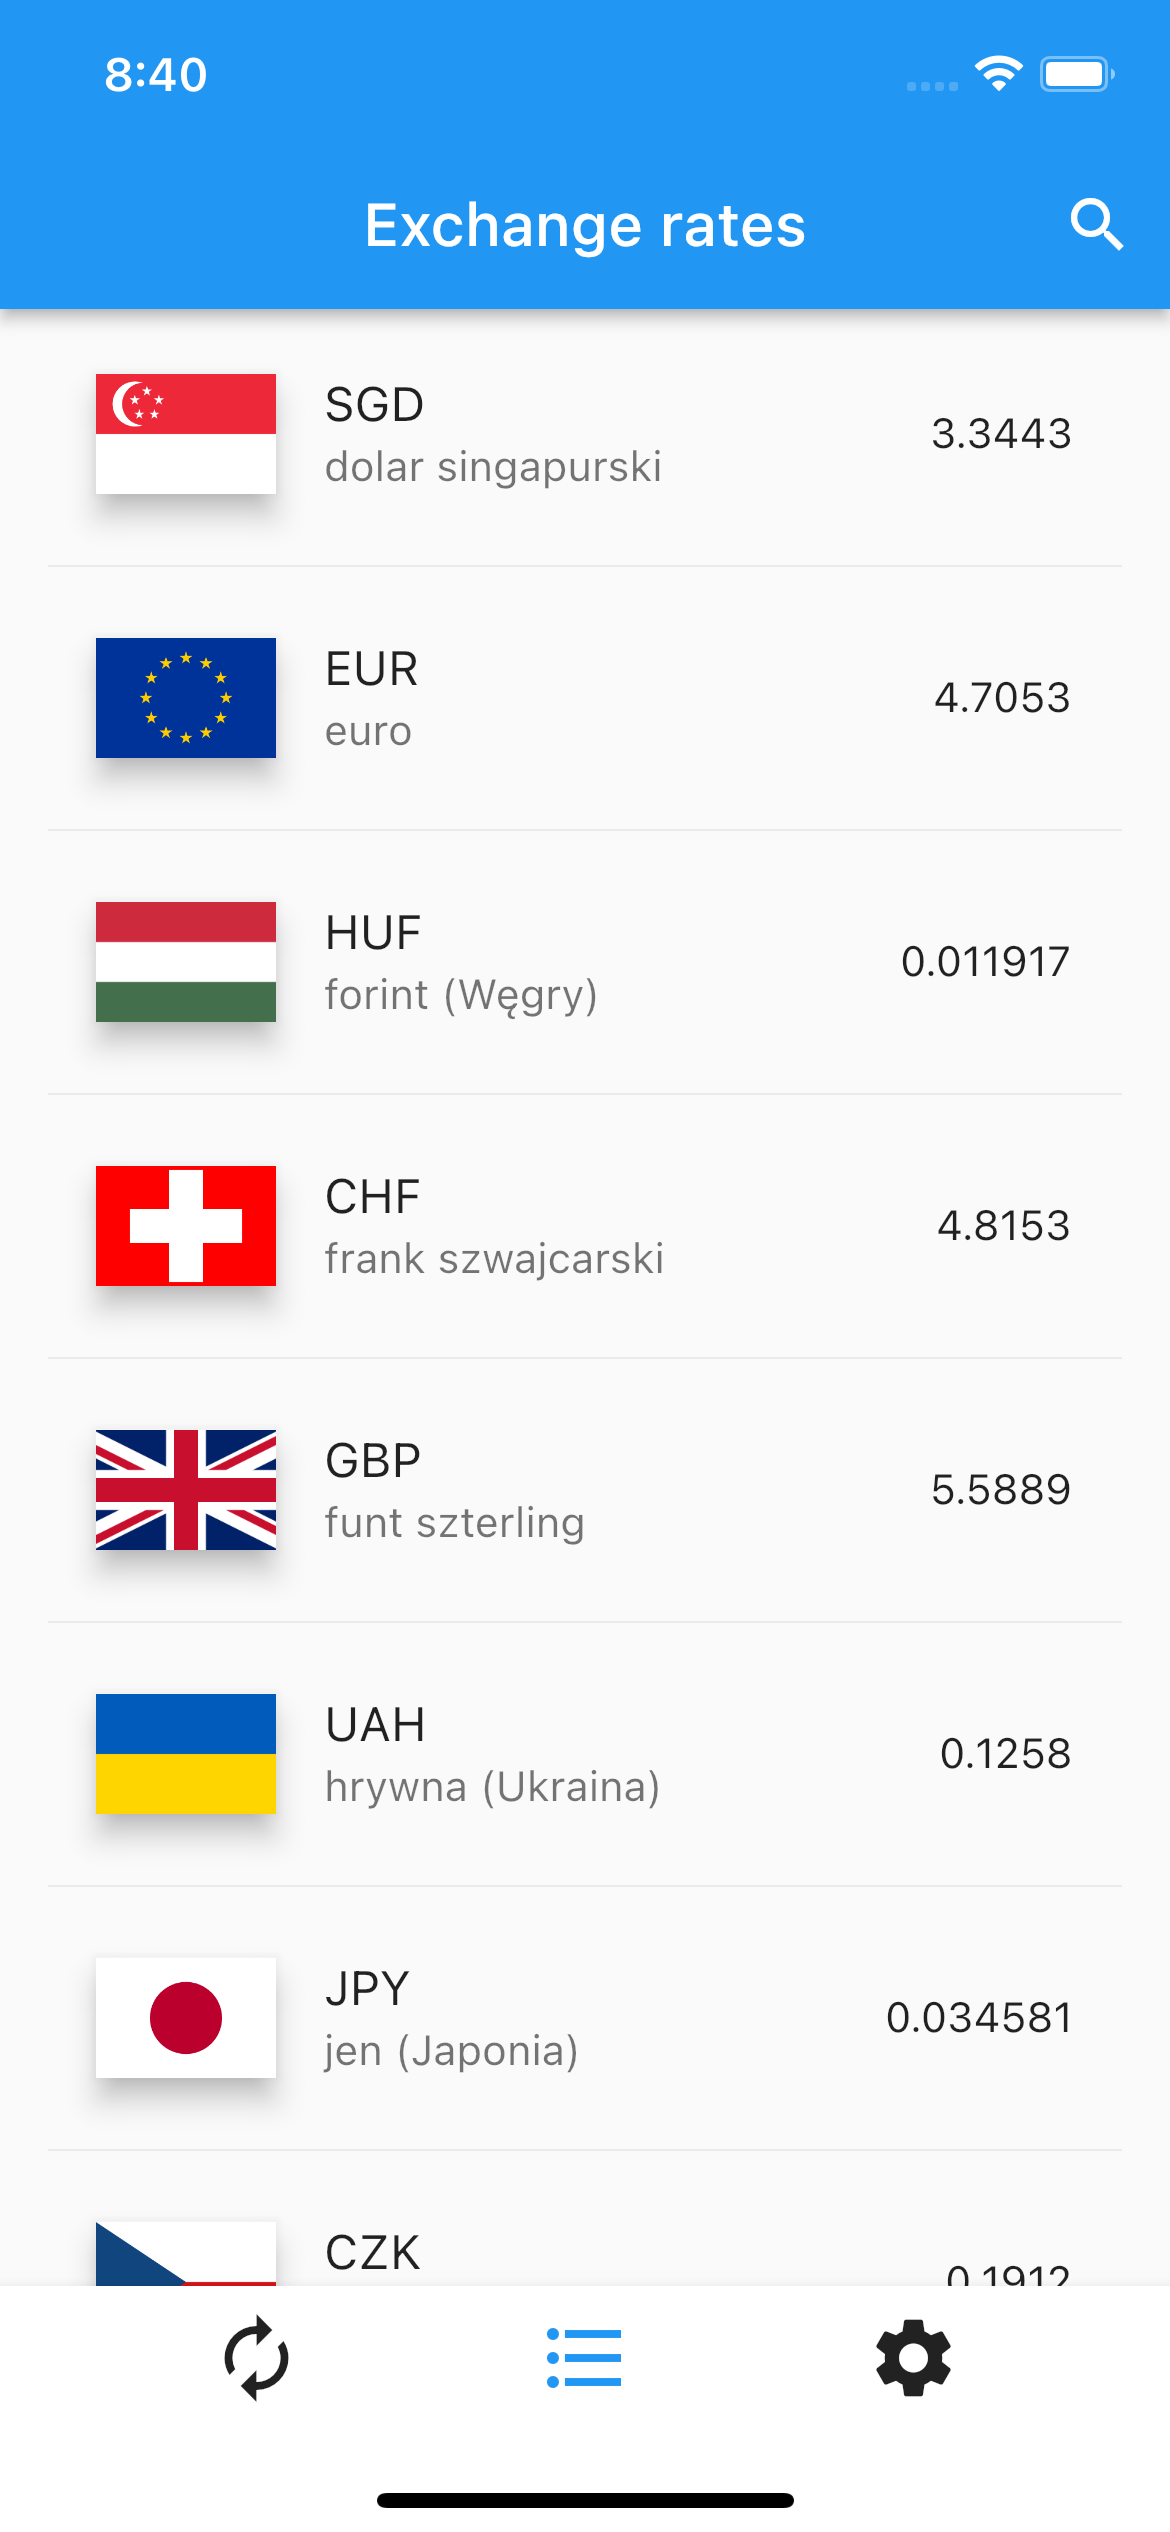 8:40
Exchange rates
SGD
dolar singapurski
3.3443
EUR
euro
4.7053
HUF
forint (Węgry)
0.011917
CHF
frank szwajcarski
4.8153
GBP
funt szterling
5.5889
UAH
hrywna (Ukraina)
0.1258
JPY
jen (Japonia)
0.034581
CZK
0.1912